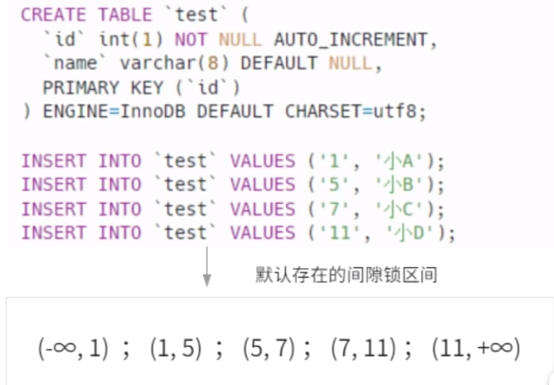 CREATE TABLE `test` (
  `id` int(1) NOT NULL AUTO_INCREMENT,
  `name` varchar(8) DEFAULT NULL,
  PRIMARY KEY (`id`)
) ENGINE=InnoDB DEFAULT CHARSET=utf8;
INSERT INTO `test` VALUES ('1', '小A');
INSERT INTO `test` VALUES ('5', '小B');
INSERT INTO `test` VALUES ('7', '小C');
INSERT INTO `test` VALUES ('11', '小D');
默认存在的间隙锁区间
(-∞, 1) ； (1, 5) ； (5, 7)； (7, 11)； (11, +∞)